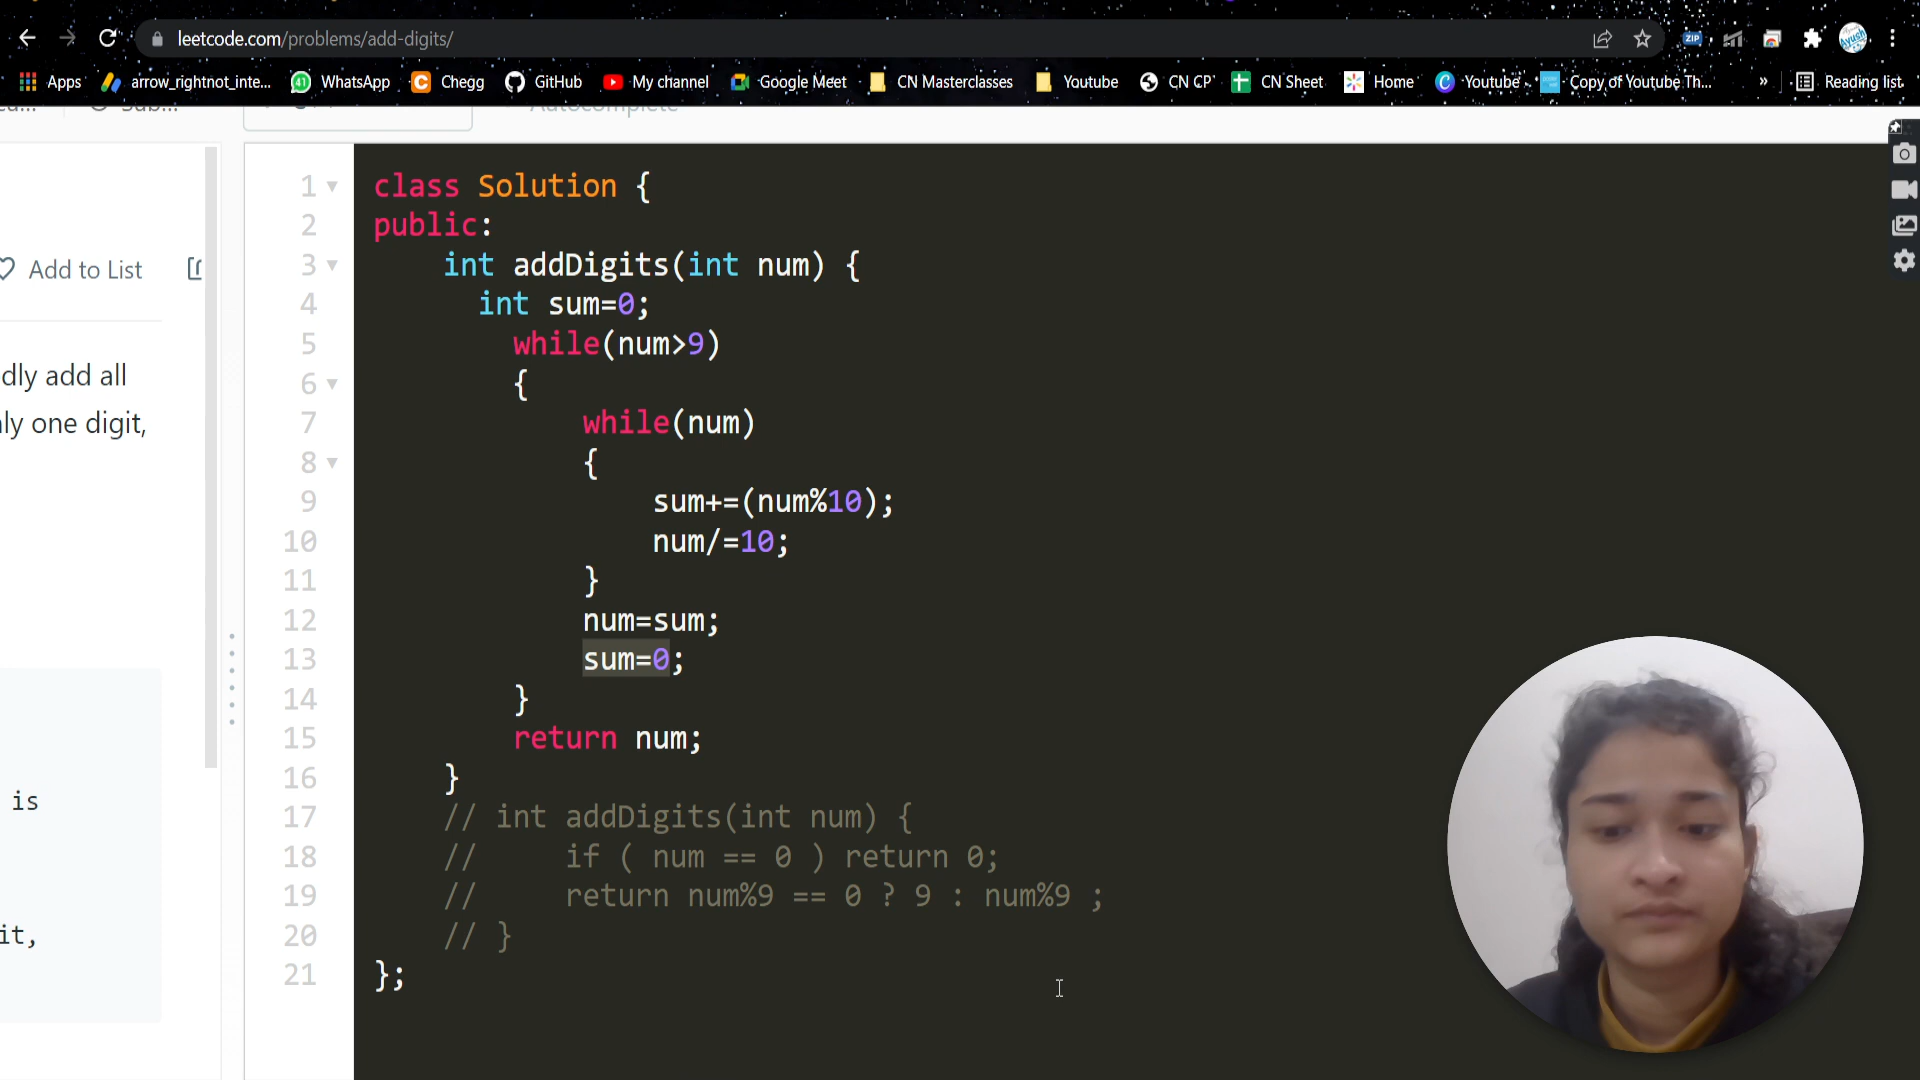 leetcode.com/problems/add-digits/
ZIP
Apps arrow_rightnot_inte... WhatsApp Chegg GitHub My channel Google Meet CN Masterclasses Youtube CN CP CN Sheet Home Youtube Copy of Youtube Th... » Reading list
Autocomplete
1 class Solution {
2 public:
3 int addDigits(int num) {
4 int sum=0;
5 while(num>9)
6 {
7 while(num)
8 {
9 sum+=(num%10);
10 num/=10;
11 }
12 num=sum;
13 sum=0;
14 }
15 return num;
16 }
17 // int addDigits(int num) {
18 // if ( num == 0 ) return 0;
19 // return num%9 == 0 ? 9 : num%9 ;
20 // }
21 };
Add to List
dly add all
ly one digit,
is
it,